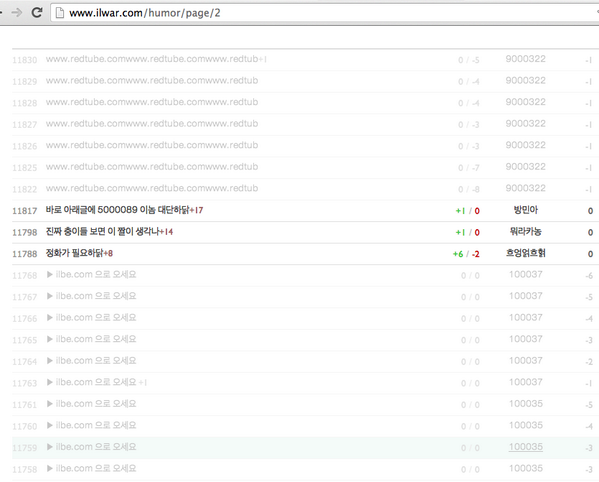 www.ilwar.com/humor/page/2
11830 www.redtube.comwww.redtube.comwww.redtub+1 0 / -5 9000322 -1
11829 www.redtube.comwww.redtube.comwww.redtub 0 / -4 9000322 -1
11828 www.redtube.comwww.redtube.comwww.redtub 0 / -4 9000322 -1
11827 www.redtube.comwww.redtube.comwww.redtub 0 / -3 9000322 -1
11826 www.redtube.comwww.redtube.comwww.redtub 0 / -3 9000322 -1
11825 www.redtube.comwww.redtube.comwww.redtub 0 / -7 9000322 -1
11822 www.redtube.comwww.redtube.comwww.redtub 0 / -8 9000322 -1
11817 바로 아래글에 5000089 이놈 대단하닭+17 +1 / 0 방민아 0
11798 진짜 충이들 보면 이 짤이 생각나+14 +1 / 0 뭐라카농 0
11788 정화가 필요하닭+8 +6 / -2 0
11768 ▶ ilbe.com 으로 오세요 0 / 0 100037 -6
11767 ▶ ilbe.com 으로 오세요 0 / 0 100037 -5
11766 ▶ ilbe.com 으로 오세요 0 / 0 100037 -4
11765 ▶ ilbe.com 으로 오세요 0 / 0 100037 -3
11764 ▶ ilbe.com 으로 오세요 0 / 0 100037 -2
11763 ▶ ilbe.com 으로 오세요 +1 0 / 0 100037 -1
11761 ▶ ilbe.com 으로 오세요 0 / 0 100035 -5
11760 ▶ ilbe.com 으로 오세요 0 / 0 100035 -4
11759 ▶ ilbe.com 으로 오세요 0 / 0 100035 -3
11758 ▶ ilbe.com 으로 오세요 0 / 0 100035 -3